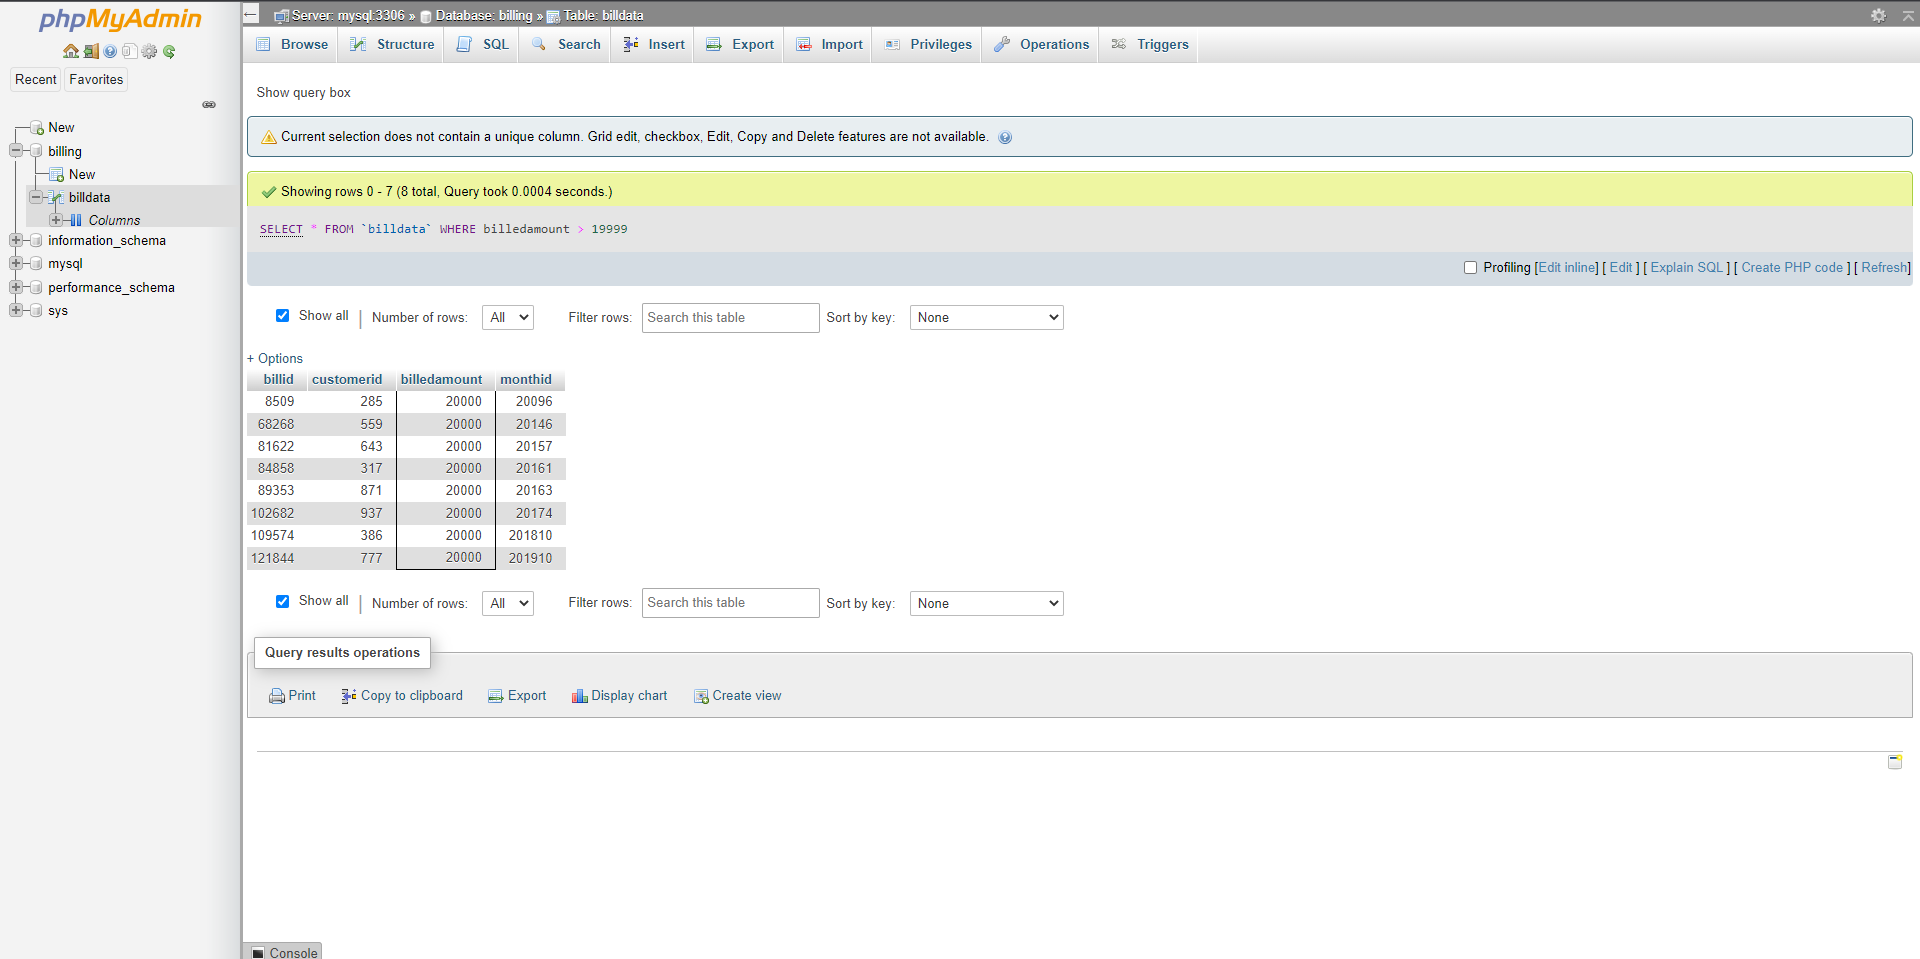 phpMyAdmin
Recent Favorites
New
billing
New
billdata
Columns
information_schema
mysql
performance_schema
sys
Server: mysql:3306 » Database: billing » Table: billdata
Browse Structure SQL Search Insert Export Import Privileges Operations Triggers
Show query box
Current selection does not contain a unique column. Grid edit, checkbox, Edit, Copy and Delete features are not available.
Showing rows 0 - 7 (8 total, Query took 0.0004 seconds.)
SELECT * FROM `billdata` WHERE billedamount > 19999
Profiling [Edit inline] [ Edit ] [ Explain SQL ] [ Create PHP code ] [ Refresh]
Show all | Number of rows: All Filter rows: Search this table Sort by key: None
+ Options
billid customerid billedamount monthid
8509 285 20000 20096
68268 559 20000 20146
81622 643 20000 20157
84858 317 20000 20161
89353 871 20000 20163
102682 937 20000 20174
109574 386 20000 201810
121844 777 20000 201910
Show all | Number of rows: All Filter rows: Search this table Sort by key: None
Query results operations
Print Copy to clipboard Export Display chart Create view
Console